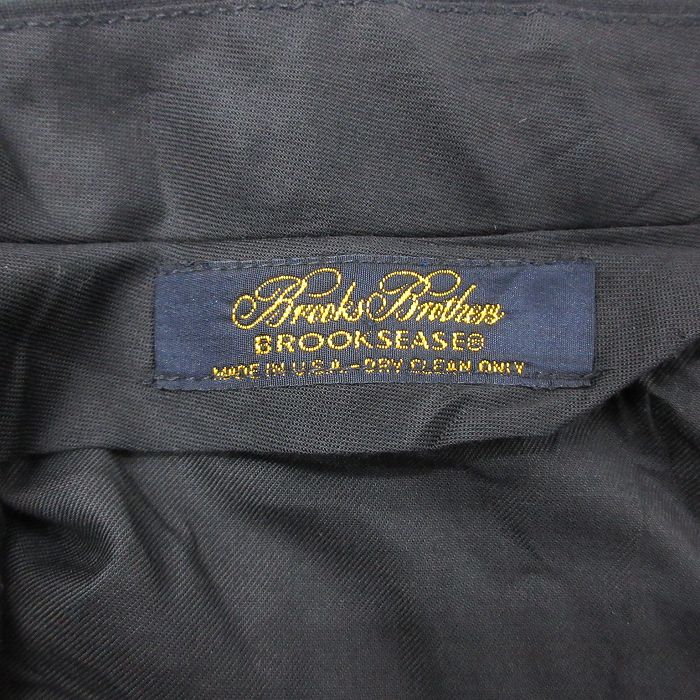 Brooks Brothers
BROOKSEASE®
MADE IN U.S.A.-DRY CLEAN ONLY